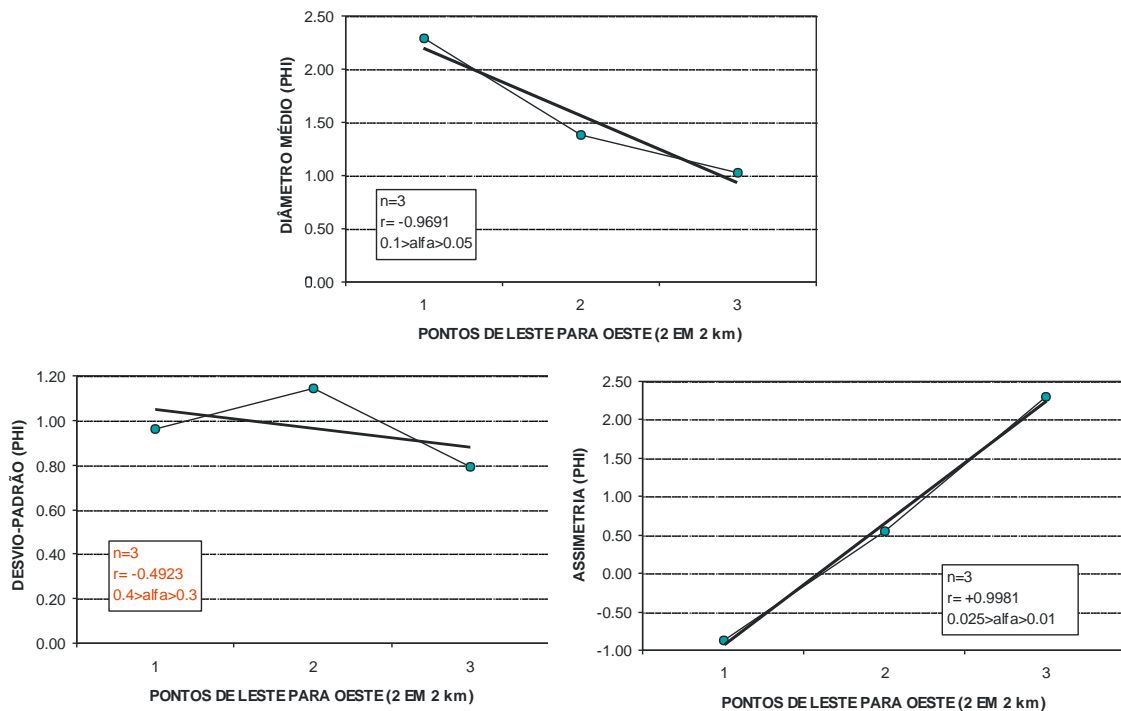 DIÂMETRO MÉDIO (PHI)
2.50
2.00
1.50
1.00
0.50
0.00
n=3
r= -0.9691
0.1>alfa>0.05
1 2 3
PONTOS DE LESTE PARA OESTE (2 EM 2 km)
DESVIO-PADRÃO (PHI)
1.20
1.00
0.80
0.60
0.40
0.20
0.00
n=3
r= -0.4923
0.4>alfa>0.3
1 2 3
PONTOS DE LESTE PARA OESTE (2 EM 2 km)
ASSIMETRIA (PHI)
2.50
2.00
1.50
1.00
0.50
0.00
-0.50
-1.00
n=3
r= +0.9981
0.025>alfa>0.01
1 2 3
PONTOS DE LESTE PARA OESTE (2 EM 2 km)